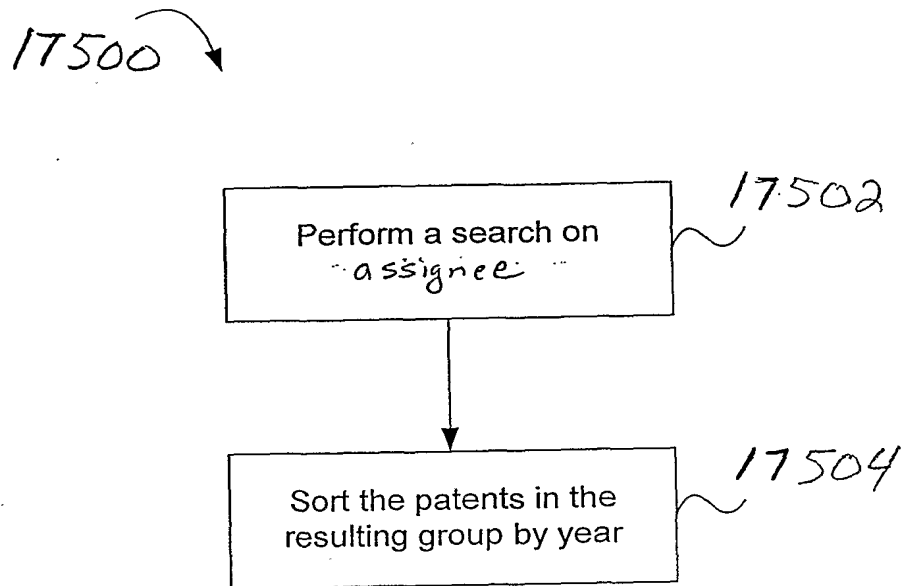 17500
17502
Perform a search on
assignee
17504
Sort the patents in the
resulting group by year